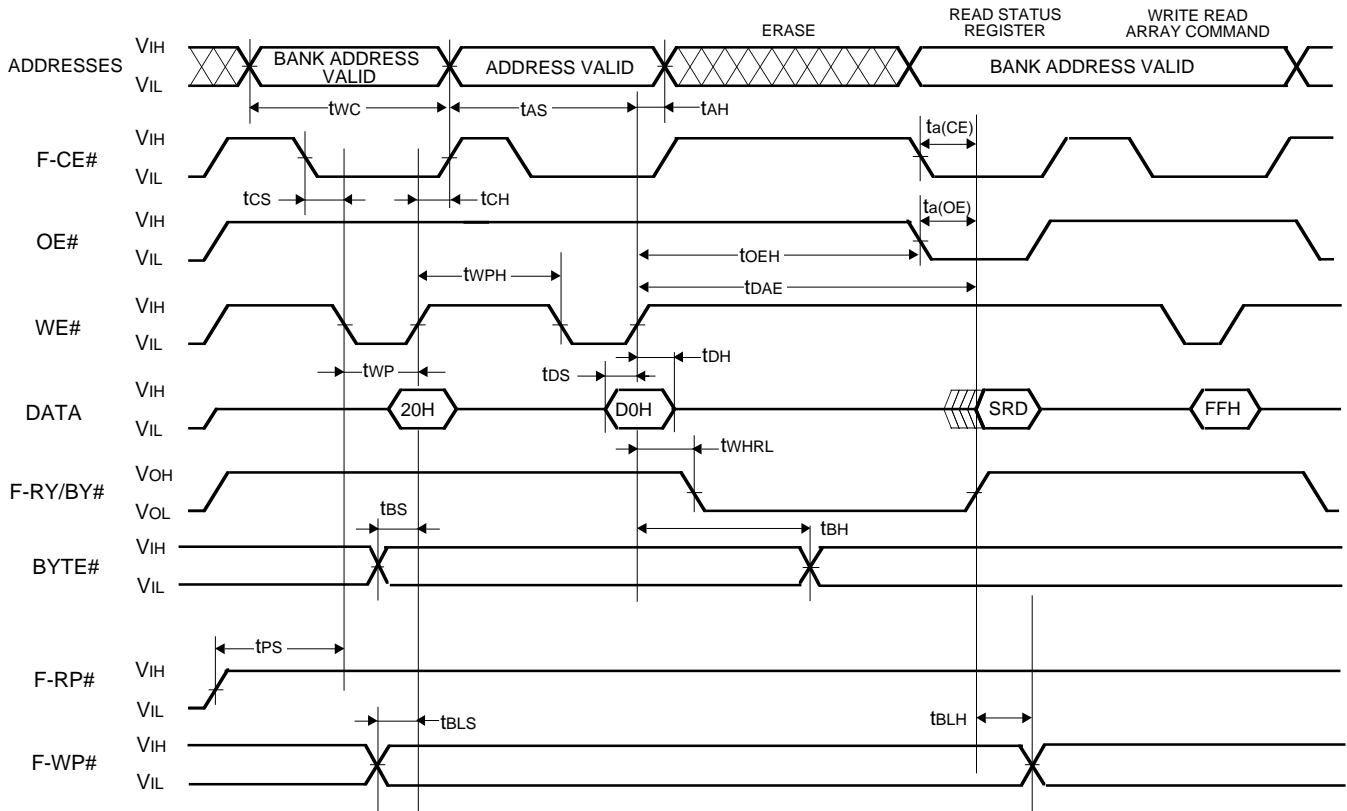 ERASE
READ STATUS
REGISTER
WRITE READ
ARRAY COMMAND
ADDRESSES
VIH
VIL
BANK ADDRESS
VALID
ADDRESS VALID
BANK ADDRESS VALID
tWC
tAS
tAH
F-CE#
VIH
VIL
ta(CE)
tCS
tCH
OE#
VIH
VIL
ta(OE)
tOEH
tWPH
tDAE
WE#
VIH
VIL
tWP
tDS
tDH
DATA
VIH
VIL
20H
D0H
SRD
FFH
tWHRL
F-RY/BY#
VOH
VOL
tBS
tBH
BYTE#
VIH
VIL
tPS
F-RP#
VIH
VIL
tBLS
tBLH
F-WP#
VIH
VIL